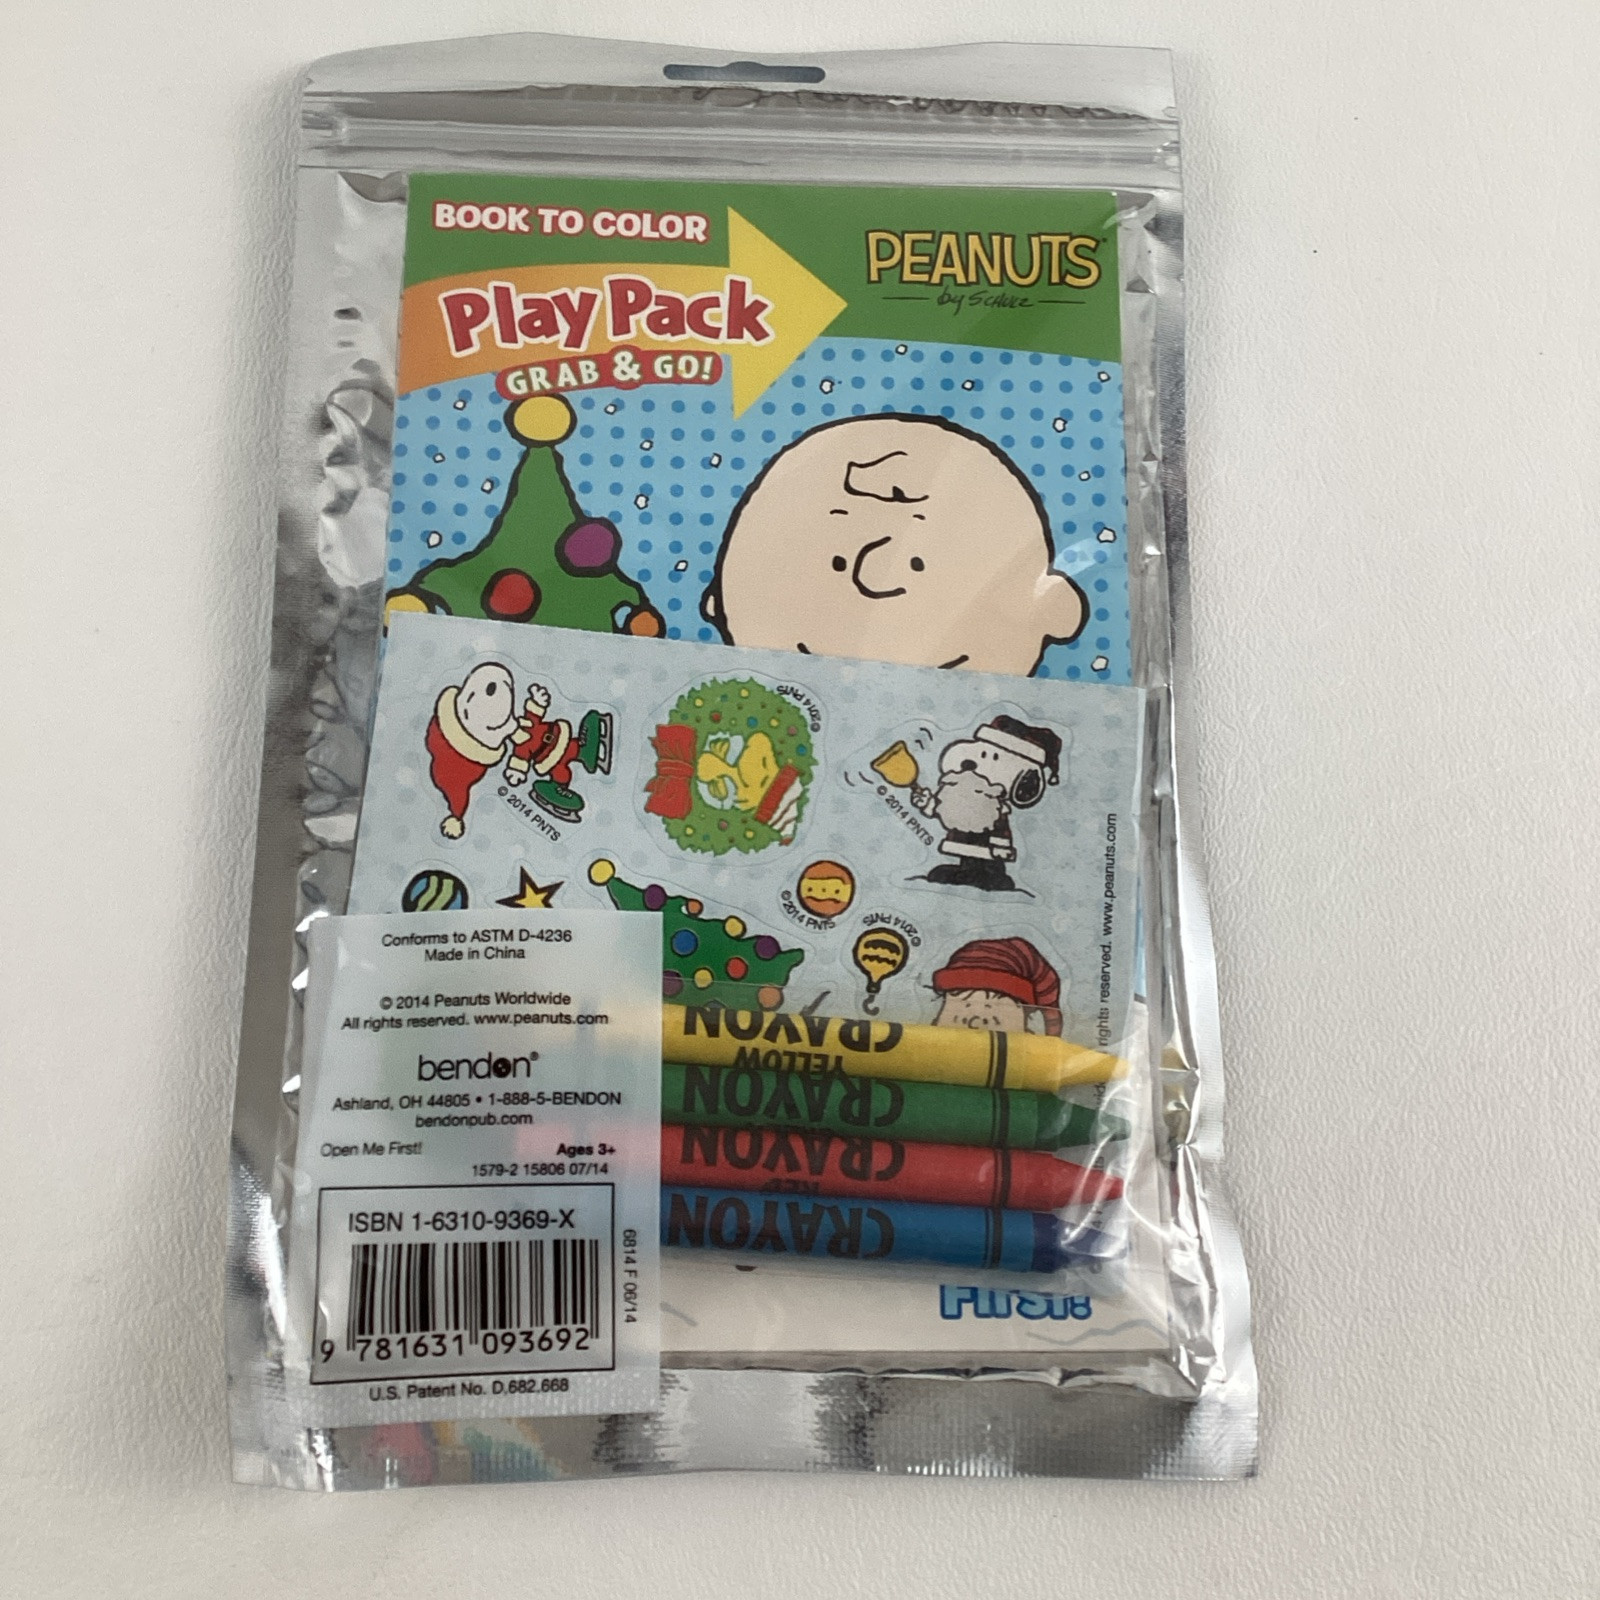 BOOK TO COLOR
Play Pack
GRAB & GO!
PEANUTS
by SCHULZ
© 2014 PNTS
© 2014 PNTS
© 2014 PNTS
© 2014 PNTS
© 2014 PNTS
rights reserved. www.peanuts.com
CRAYON
YELLOW
CRAYON
CRAYON
RED
CRAYON
First!
Conforms to ASTM D-4236
Made in China
© 2014 Peanuts Worldwide
All rights reserved. www.peanuts.com
bendon®
Ashland, OH 44805 • 1-888-5-BENDON
bendonpub.com
Open Me First!
Ages 3+
1579-2 15806 07/14
ISBN 1-6310-9369-X
9 781631 093692
6814 F 06/14
U.S. Patent No. D,682,668